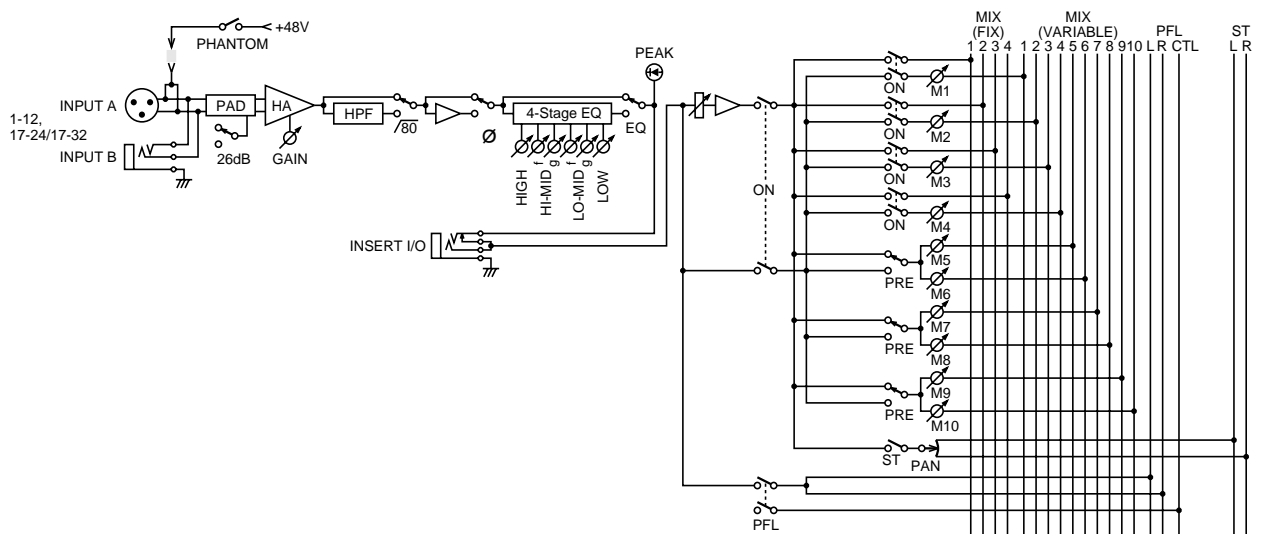 +48V
PHANTOM
INPUT A
1-12,
17-24/17-32
INPUT B
PAD
26dB
HA
GAIN
HPF
/80
Ø
4-Stage EQ
EQ
HIGH
HI-MID
f
g
LO-MID
f
g
LOW
PEAK
INSERT I/O
ON
MIX
(FIX)
1 2 3 4
MIX
(VARIABLE)
1 2 3 4 5 6 7 8 9 10
PFL
L R CTL
ST
L R
ON
M1
ON
M2
ON
M3
ON
M4
M5
PRE
M6
M7
PRE
M8
M9
PRE
M10
ST
PAN
PFL